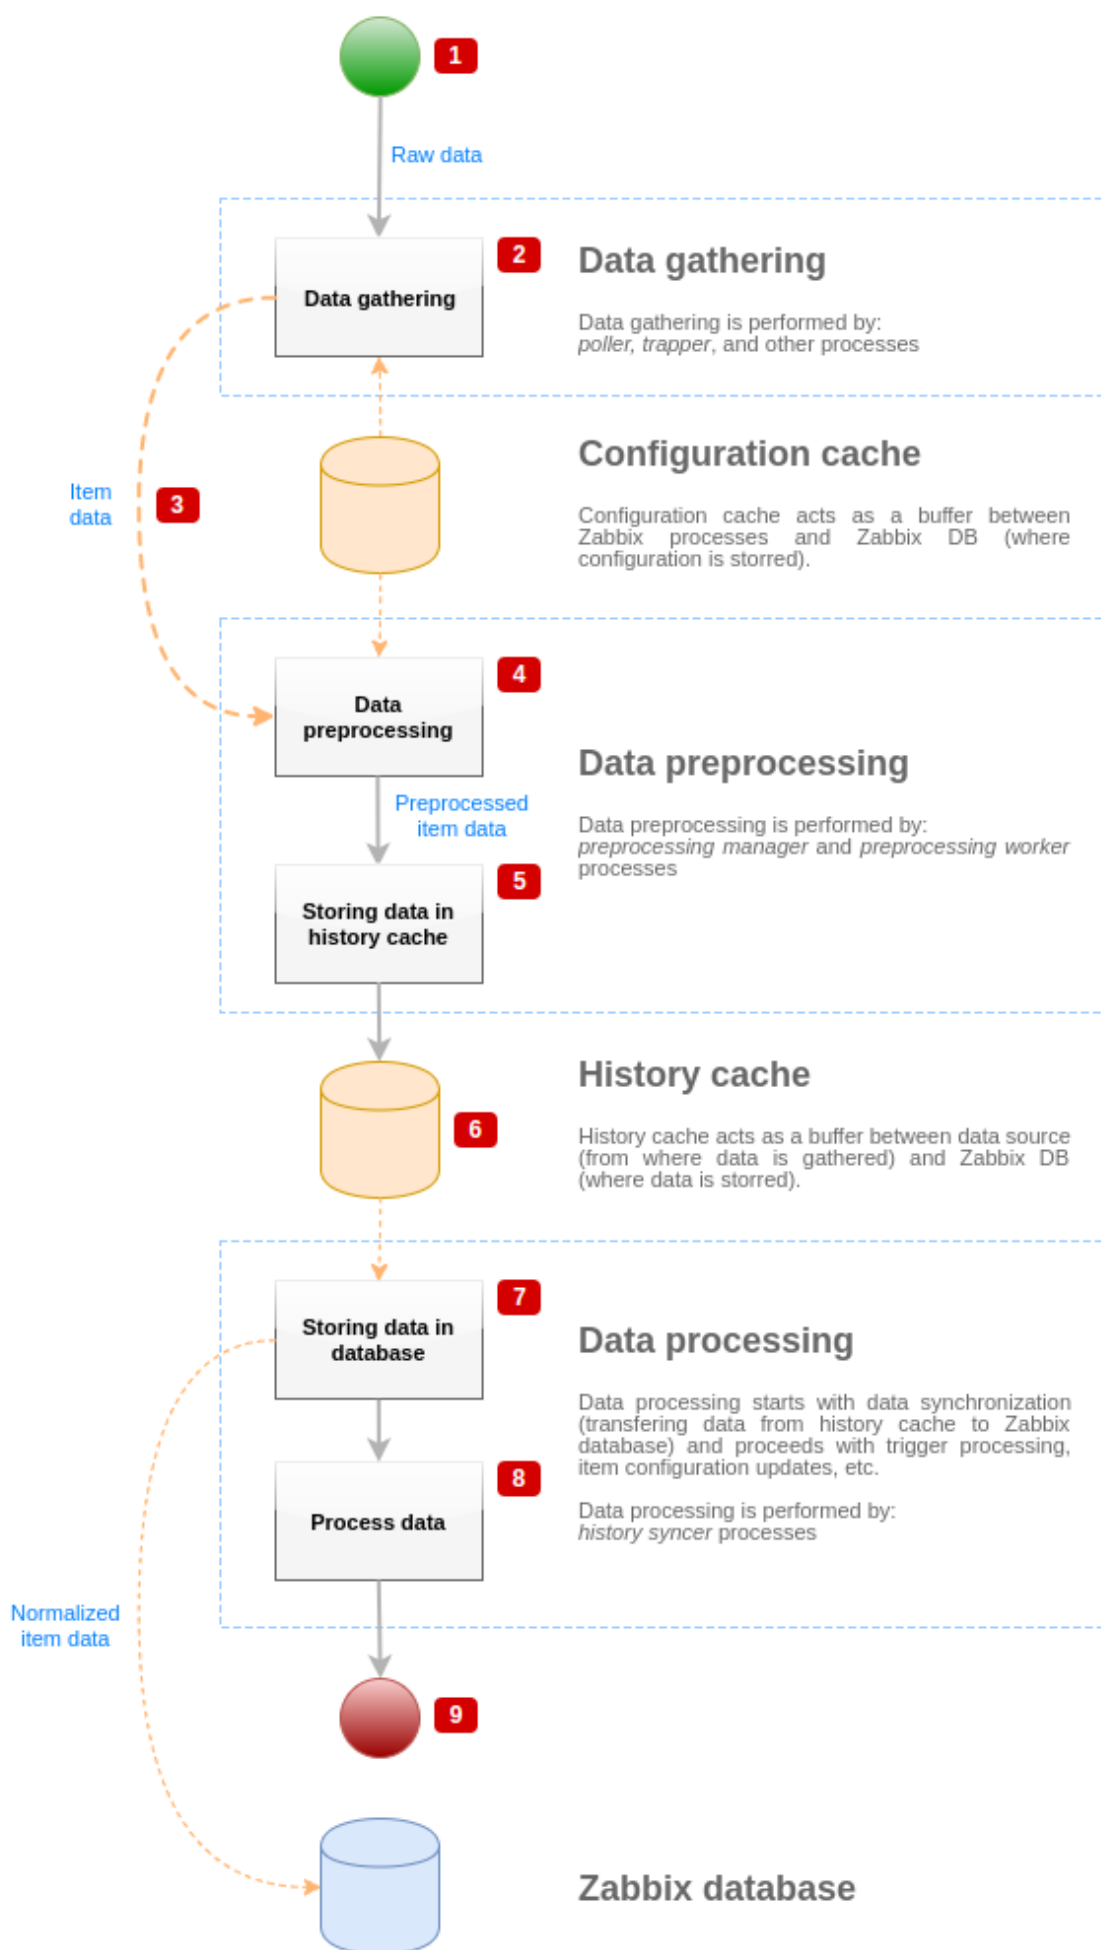 1
Raw data
2
Data gathering
Data gathering
Data gathering is performed by:
poller, trapper, and other processes
Configuration cache
Configuration cache acts as a buffer between
Zabbix processes and Zabbix DB (where
configuration is storred).
Item
data
3
4
Data
preprocessing
Data preprocessing
Data preprocessing is performed by:
preprocessing manager and preprocessing worker
processes
Preprocessed
item data
5
Storing data in
history cache
History cache
History cache acts as a buffer between data source
(from where data is gathered) and Zabbix DB
(where data is storred).
6
7
Storing data in
database
Data processing
Data processing starts with data synchronization
(transfering data from history cache to Zabbix
database) and proceeds with trigger processing,
item configuration updates, etc.
Data processing is performed by:
history syncer processes
8
Process data
Normalized
item data
9
Zabbix database